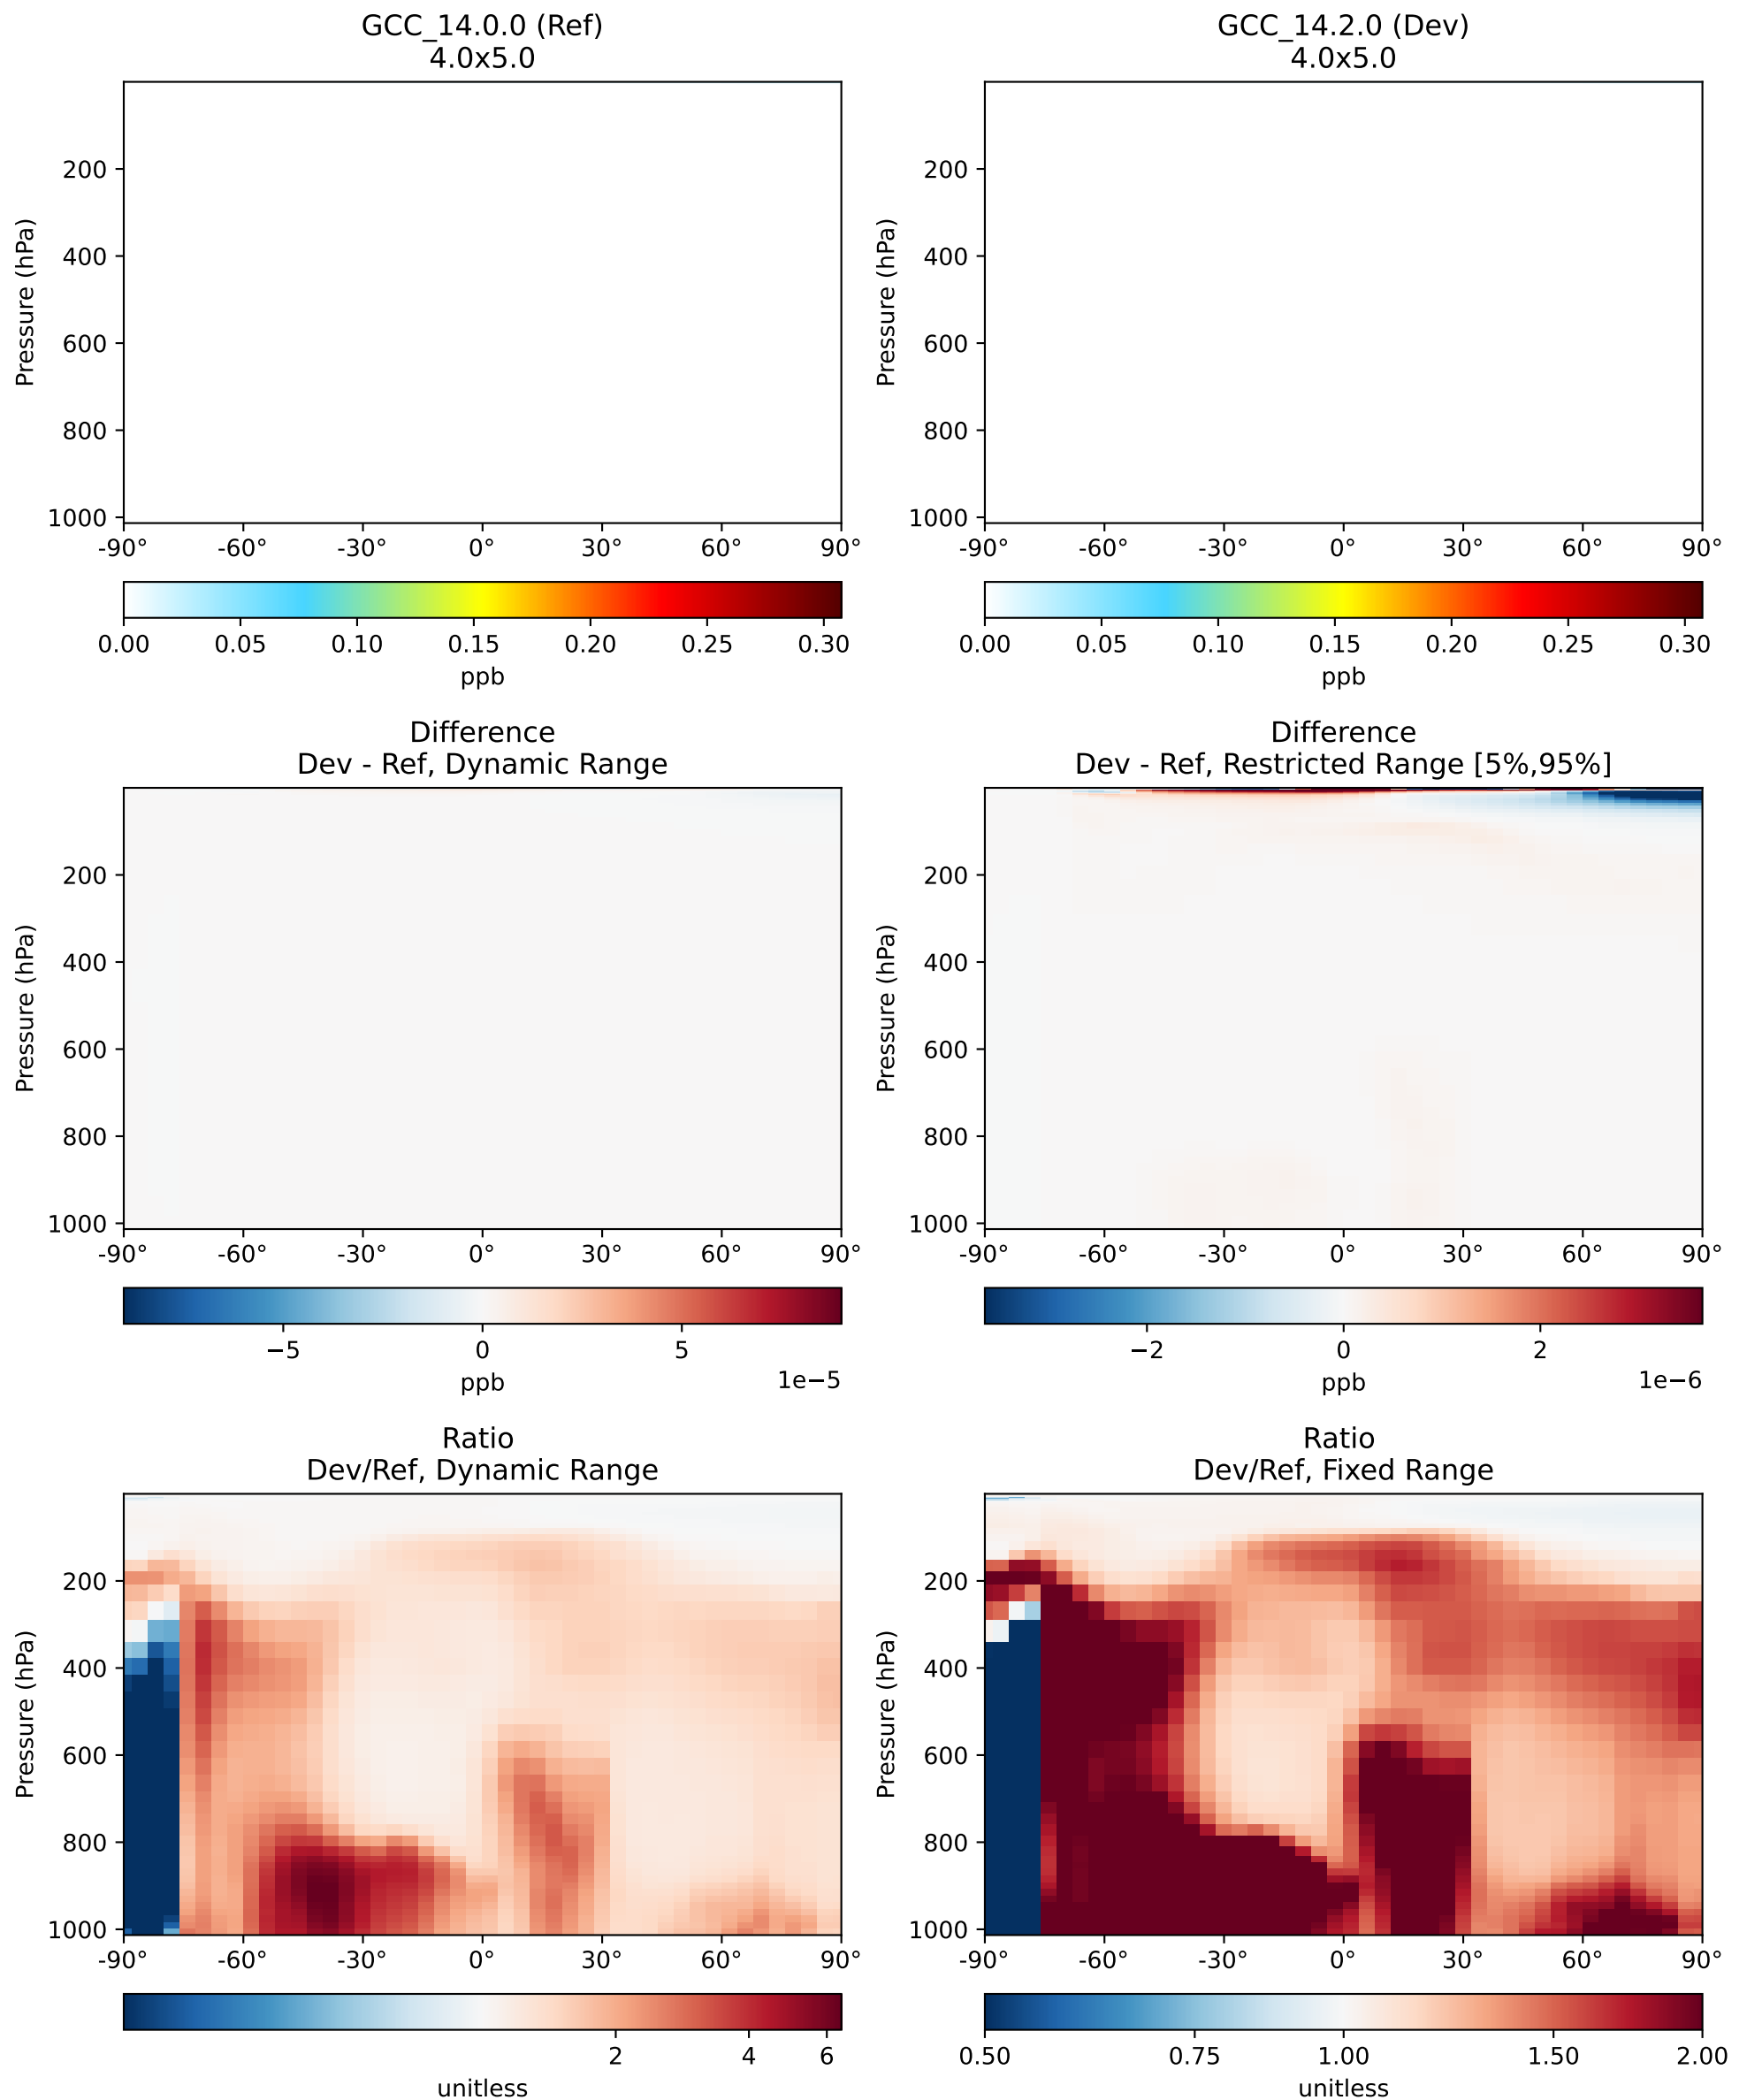 GCC_14.0.0 (Ref)
4.0x5.0
GCC_14.2.0 (Dev)
4.0x5.0
Pressure (hPa)
200
400
600
800
1000
-90° -60° -30° 0° 30° 60° 90°
0.00 0.05 0.10 0.15 0.20 0.25 0.30
ppb
Pressure (hPa)
200
400
600
800
1000
-90° -60° -30° 0° 30° 60° 90°
0.00 0.05 0.10 0.15 0.20 0.25 0.30
ppb
Difference
Dev - Ref, Dynamic Range
Pressure (hPa)
200
400
600
800
1000
-90° -60° -30° 0° 30° 60° 90°
−5 0 5
ppb
1e−5
Difference
Dev - Ref, Restricted Range [5%,95%]
Pressure (hPa)
200
400
600
800
1000
-90° -60° -30° 0° 30° 60° 90°
−2 0 2
ppb
1e−6
Ratio
Dev/Ref, Dynamic Range
Pressure (hPa)
200
400
600
800
1000
-90° -60° -30° 0° 30° 60° 90°
2 4 6
unitless
Ratio
Dev/Ref, Fixed Range
Pressure (hPa)
200
400
600
800
1000
-90° -60° -30° 0° 30° 60° 90°
0.50 0.75 1.00 1.50 2.00
unitless